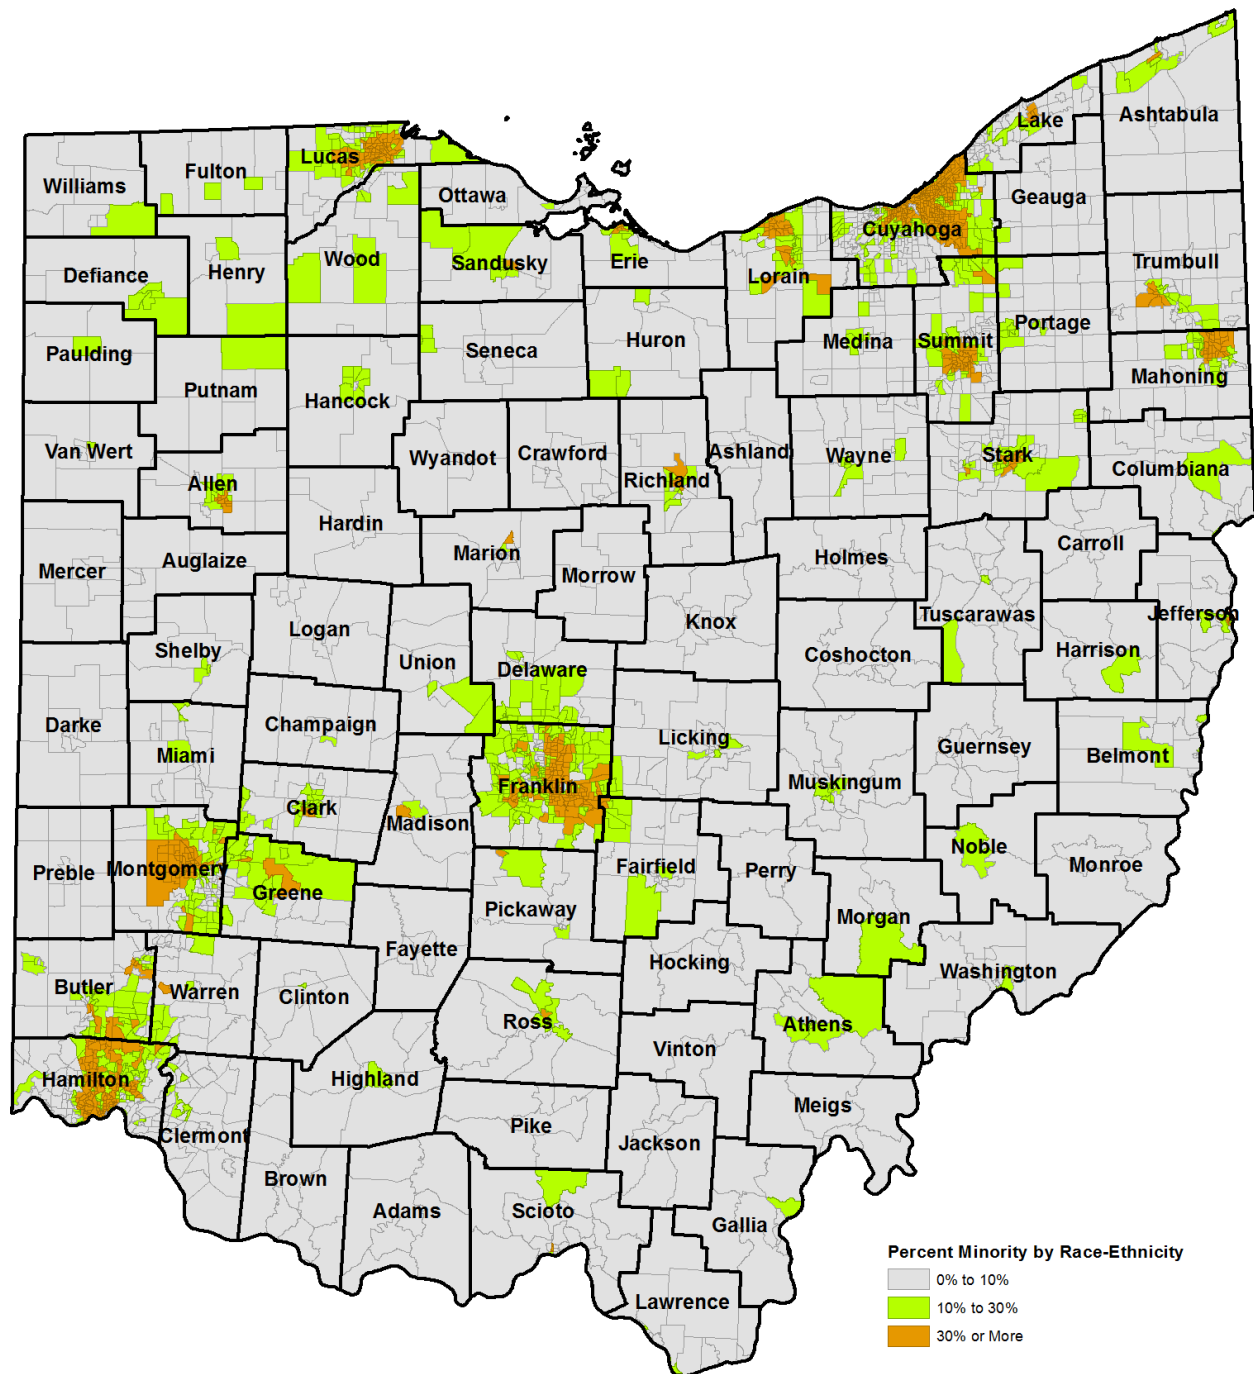 Ashtabula
Lake
Lucas
Fulton
Williams
Ottawa
Geauga
Cuyahoga
Wood
Henry
Defiance
Sandusky
Erie
Lorain
Trumbull
Paulding
Seneca
Huron
Medina
Summit
Portage
Mahoning
Putnam
Hancock
Van Wert
Wyandot
Crawford
Ashland
Wayne
Stark
Columbiana
Allen
Richland
Hardin
Marion
Auglaize
Mercer
Morrow
Holmes
Carroll
Tuscarawas
Jefferson
Logan
Knox
Shelby
Union
Delaware
Coshocton
Harrison
Darke
Champaign
Licking
Guernsey
Miami
Belmont
Franklin
Muskingum
Clark
Madison
Preble
Montgomery
Greene
Fairfield
Perry
Noble
Monroe
Pickaway
Morgan
Fayette
Hocking
Washington
Butler
Warren
Clinton
Ross
Athens
Vinton
Hamilton
Highland
Meigs
Clermont
Pike
Jackson
Brown
Adams
Scioto
Gallia
Lawrence
Percent Minority by Race-Ethnicity
0% to 10%
10% to 30%
30% or More